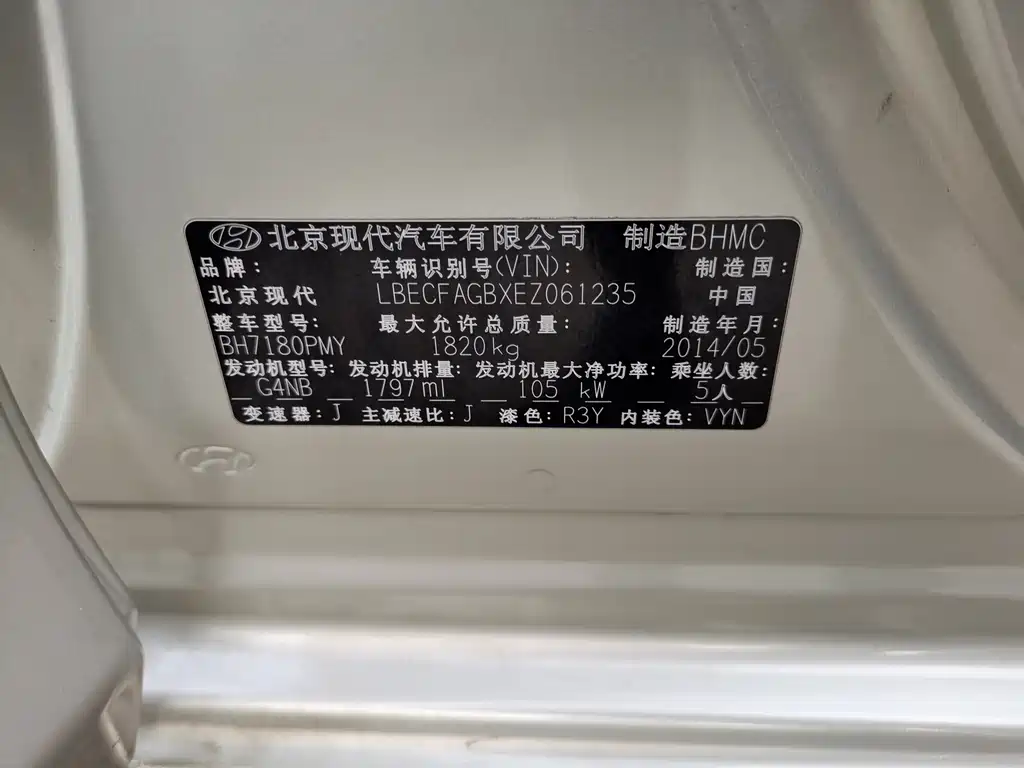 北京现代汽车有限公司 制造BHMC
品牌: 车辆识别号(VIN): 制造国:
北京现代 LBECFAGBXEZ061235 中国
整车型号: 最大允许总质量: 制造年月:
BH7180PMY 1820kg 2014/05
发动机型号: 发动机排量: 发动机最大净功率: 乘坐人数:
G4NB 1797ml 105 kW 5人
变速器: J 主减速比: J 漆色: R3Y 内装色: VYN